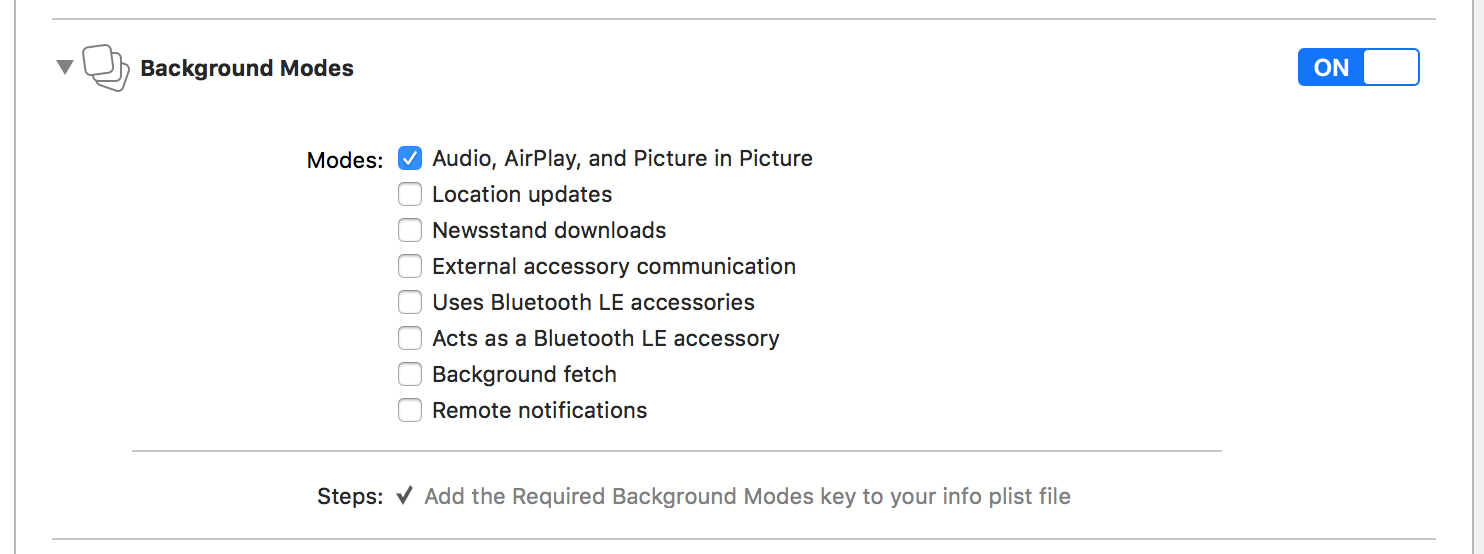 Background Modes
ON
Modes: Audio, AirPlay, and Picture in Picture
Location updates
Newsstand downloads
External accessory communication
Uses Bluetooth LE accessories
Acts as a Bluetooth LE accessory
Background fetch
Remote notifications
Steps: ✓ Add the Required Background Modes key to your info plist file